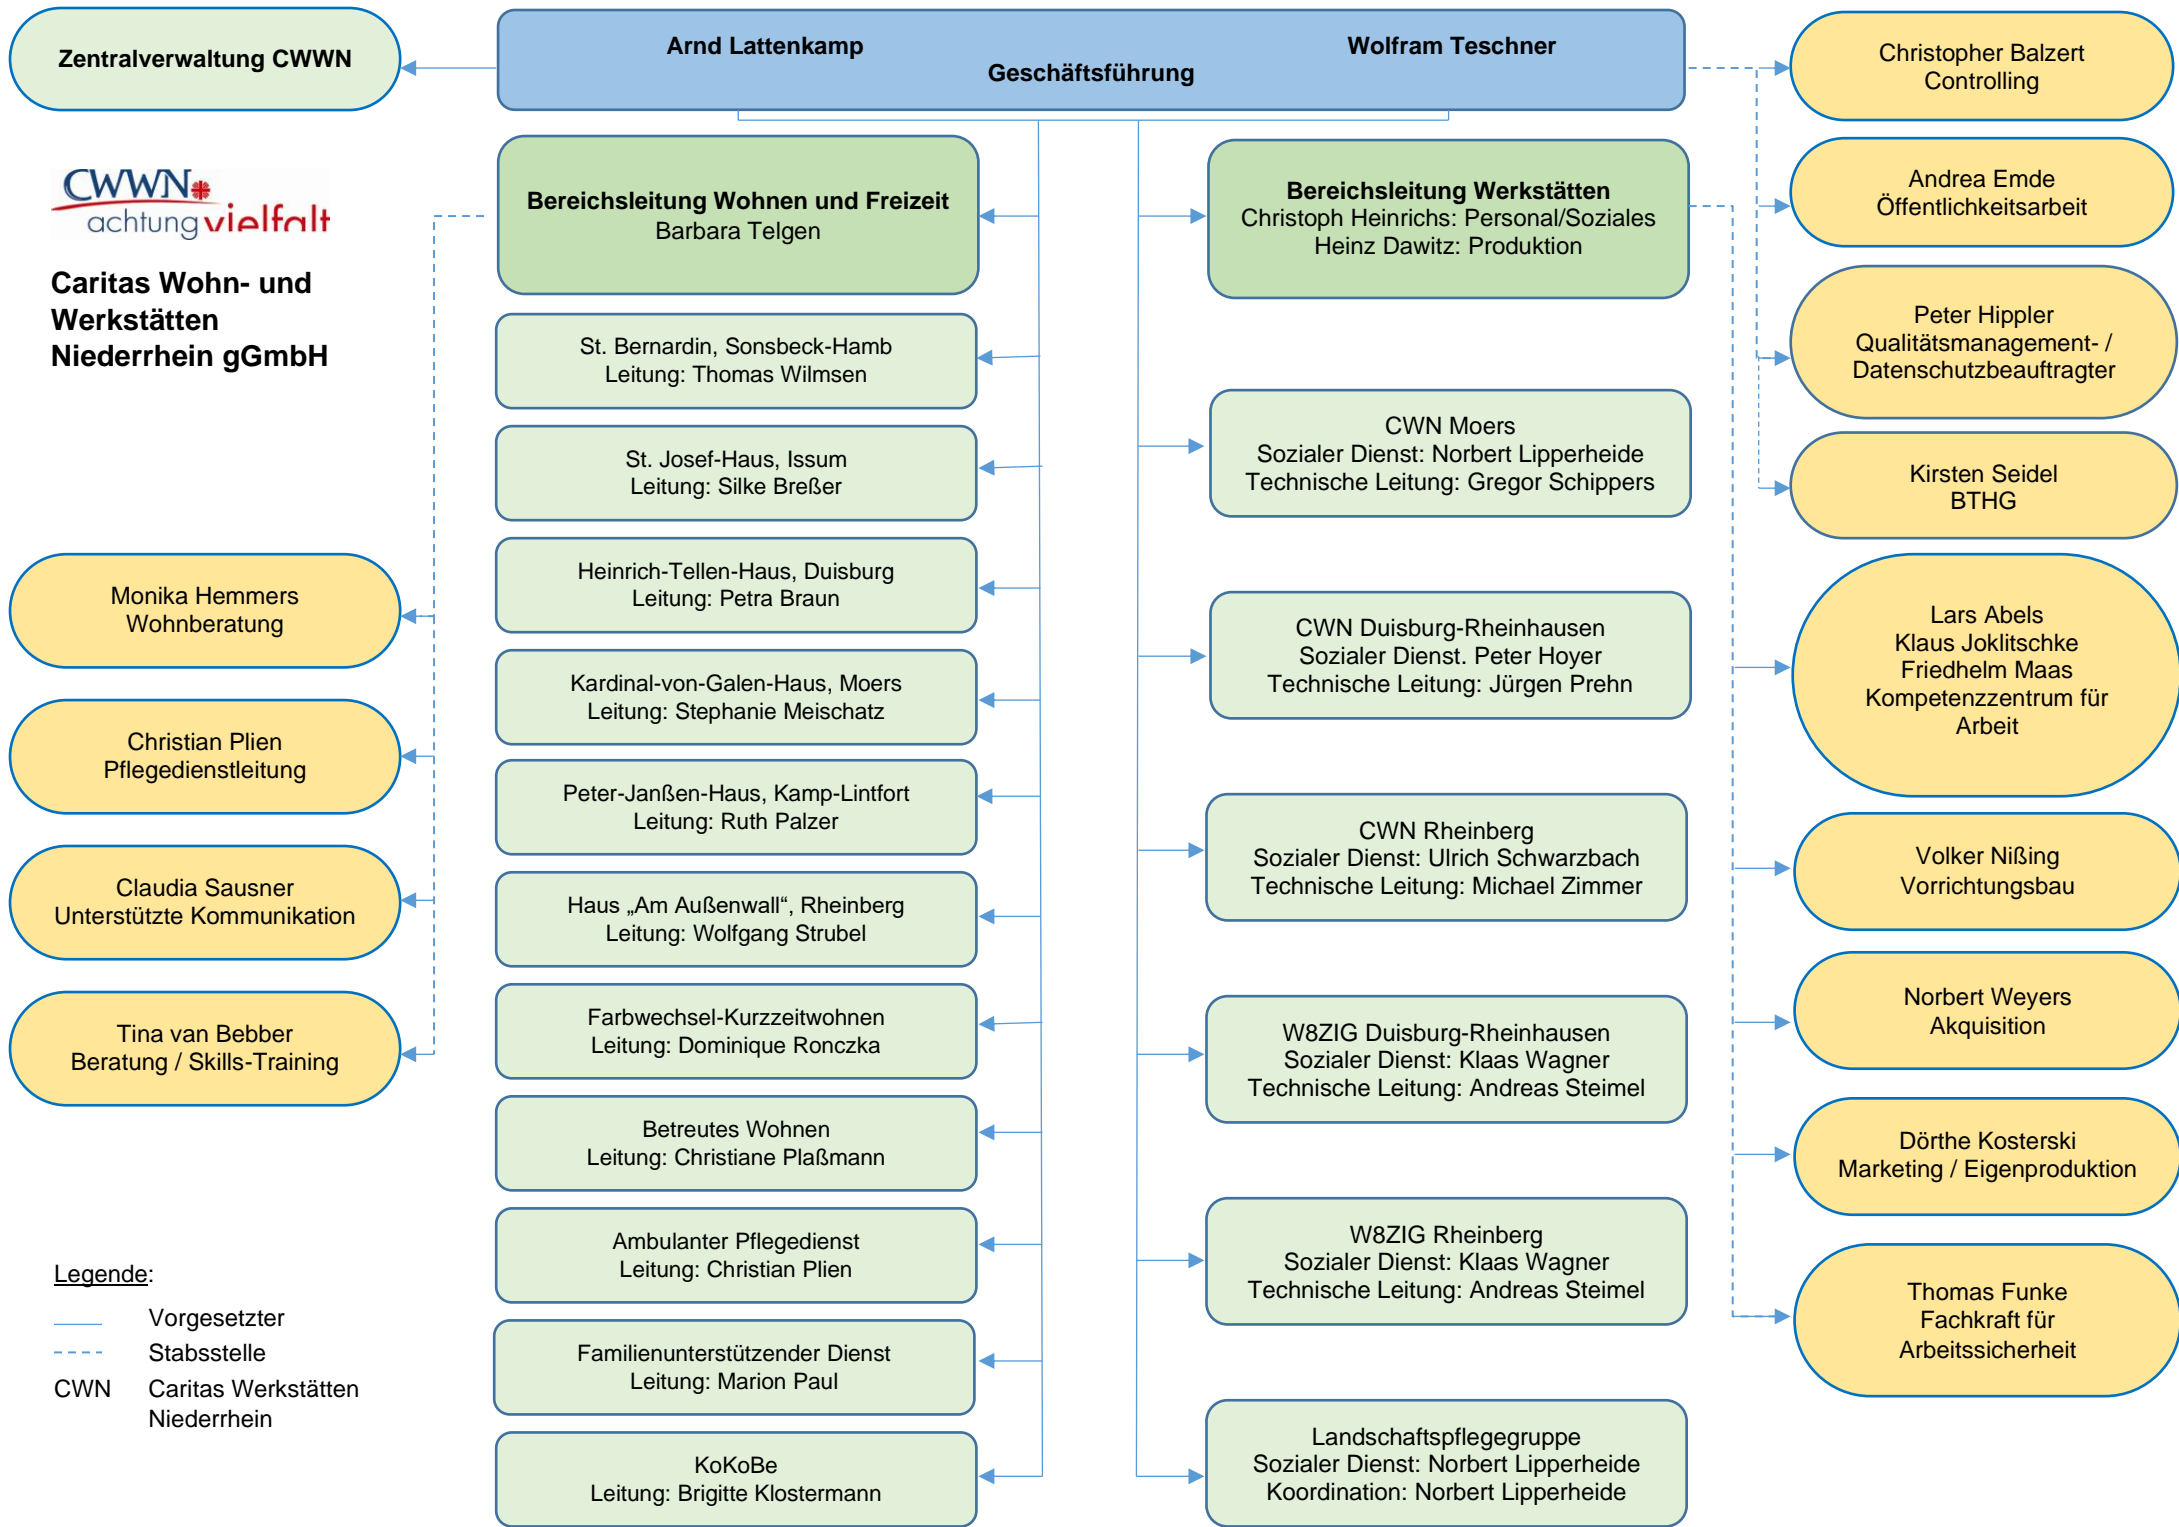 Zentralverwaltung CWWN
Arnd Lattenkamp
Wolfram Teschner
Geschäftsführung
CWWN
achtung vielfalt
Caritas Wohn- und
Werkstätten
Niederrhein gGmbH
Bereichsleitung Wohnen und Freizeit
Barbara Telgen
St. Bernardin, Sonsbeck-Hamb
Leitung: Thomas Wilmsen
St. Josef-Haus, Issum
Leitung: Silke Breßer
Heinrich-Tellen-Haus, Duisburg
Leitung: Petra Braun
Kardinal-von-Galen-Haus, Moers
Leitung: Stephanie Meischatz
Peter-Janßen-Haus, Kamp-Lintfort
Leitung: Ruth Palzer
Haus „Am Außenwall“, Rheinberg
Leitung: Wolfgang Strubel
Farbwechsel-Kurzzeitwohnen
Leitung: Dominique Ronczka
Betreutes Wohnen
Leitung: Christiane Plaßmann
Ambulanter Pflegedienst
Leitung: Christian Plien
Familienunterstützender Dienst
Leitung: Marion Paul
KoKoBe
Leitung: Brigitte Klostermann
Monika Hemmers
Wohnberatung
Christian Plien
Pflegedienstleitung
Claudia Sausner
Unterstützte Kommunikation
Tina van Bebber
Beratung / Skills-Training
Bereichsleitung Werkstätten
Christoph Heinrichs: Personal/Soziales
Heinz Dawitz: Produktion
CWN Moers
Sozialer Dienst: Norbert Lipperheide
Technische Leitung: Gregor Schippers
CWN Duisburg-Rheinhausen
Sozialer Dienst. Peter Hoyer
Technische Leitung: Jürgen Prehn
CWN Rheinberg
Sozialer Dienst: Ulrich Schwarzbach
Technische Leitung: Michael Zimmer
W8ZIG Duisburg-Rheinhausen
Sozialer Dienst: Klaas Wagner
Technische Leitung: Andreas Steimel
W8ZIG Rheinberg
Sozialer Dienst: Klaas Wagner
Technische Leitung: Andreas Steimel
Landschaftspflegegruppe
Sozialer Dienst: Norbert Lipperheide
Koordination: Norbert Lipperheide
Christopher Balzert
Controlling
Andrea Emde
Öffentlichkeitsarbeit
Peter Hippler
Qualitätsmanagement- /
Datenschutzbeauftragter
Kirsten Seidel
BTHG
Lars Abels
Klaus Joklitschke
Friedhelm Maas
Kompetenzzentrum für
Arbeit
Volker Nißing
Vorrichtungsbau
Norbert Weyers
Akquisition
Dörthe Kosterski
Marketing / Eigenproduktion
Thomas Funke
Fachkraft für
Arbeitssicherheit
Legende:
Vorgesetzter
Stabsstelle
CWN Caritas Werkstätten
Niederrhein